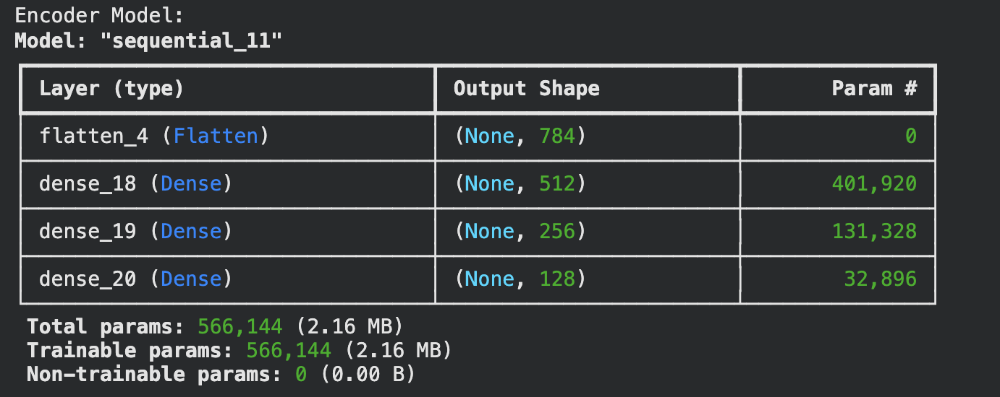 Encoder Model:
Model: "sequential_11"
Layer (type) Output Shape Param #
flatten_4 (Flatten) (None, 784) 0
dense_18 (Dense) (None, 512) 401,920
dense_19 (Dense) (None, 256) 131,328
dense_20 (Dense) (None, 128) 32,896
Total params: 566,144 (2.16 MB)
Trainable params: 566,144 (2.16 MB)
Non-trainable params: 0 (0.00 B)